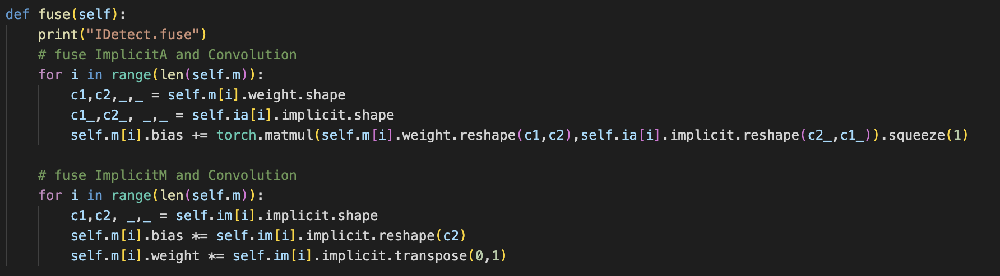 def fuse(self):
    print("IDetect.fuse")
    # fuse ImplicitA and Convolution
    for i in range(len(self.m)):
        c1,c2,_,_ = self.m[i].weight.shape
        c1_,c2_, _,_ = self.ia[i].implicit.shape
        self.m[i].bias += torch.matmul(self.m[i].weight.reshape(c1,c2),self.ia[i].implicit.reshape(c2_,c1_)).squeeze(1)

    # fuse ImplicitM and Convolution
    for i in range(len(self.m)):
        c1,c2, _,_ = self.im[i].implicit.shape
        self.m[i].bias *= self.im[i].implicit.reshape(c2)
        self.m[i].weight *= self.im[i].implicit.transpose(0,1)